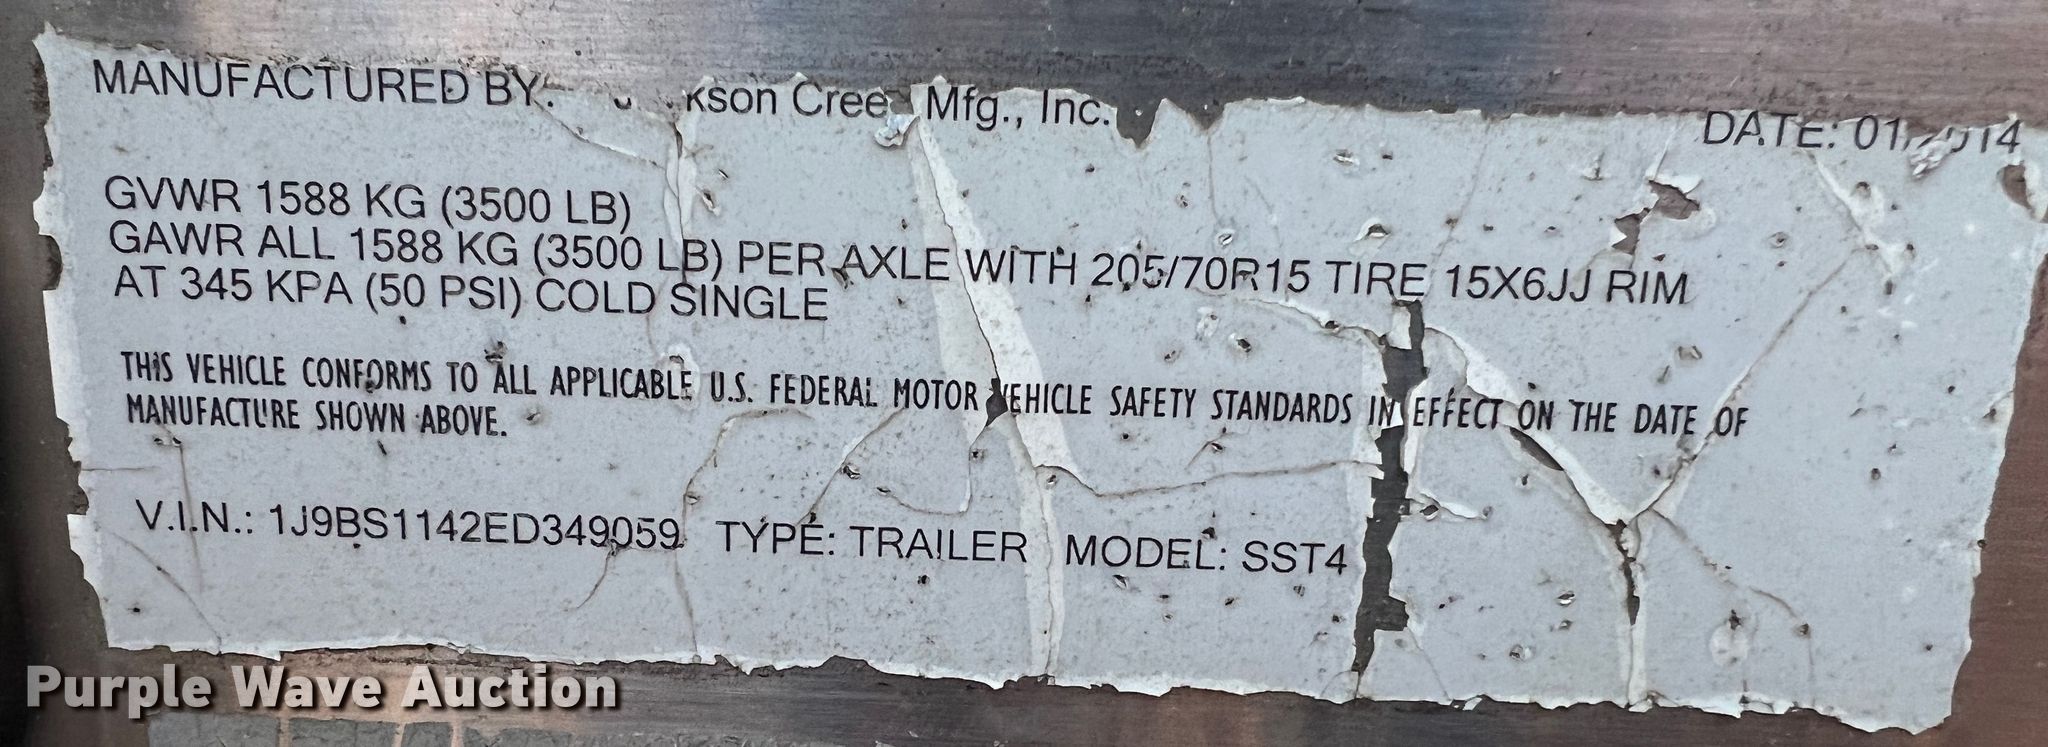 MANUFACTURED BY: kson Creek Mfg., Inc. DATE: 01/2014
GVWR 1588 KG (3500 LB)
GAWR ALL 1588 KG (3500 LB) PER AXLE WITH 205/70R15 TIRE 15X6JJ RIM
AT 345 KPA (50 PSI) COLD SINGLE
THIS VEHICLE CONFORMS TO ALL APPLICABLE U.S. FEDERAL MOTOR VEHICLE SAFETY STANDARDS IN EFFECT ON THE DATE OF
MANUFACTURE SHOWN ABOVE.
V.I.N.: 1J9BS1142ED349059 TYPE: TRAILER MODEL: SST4
Purple Wave Auction